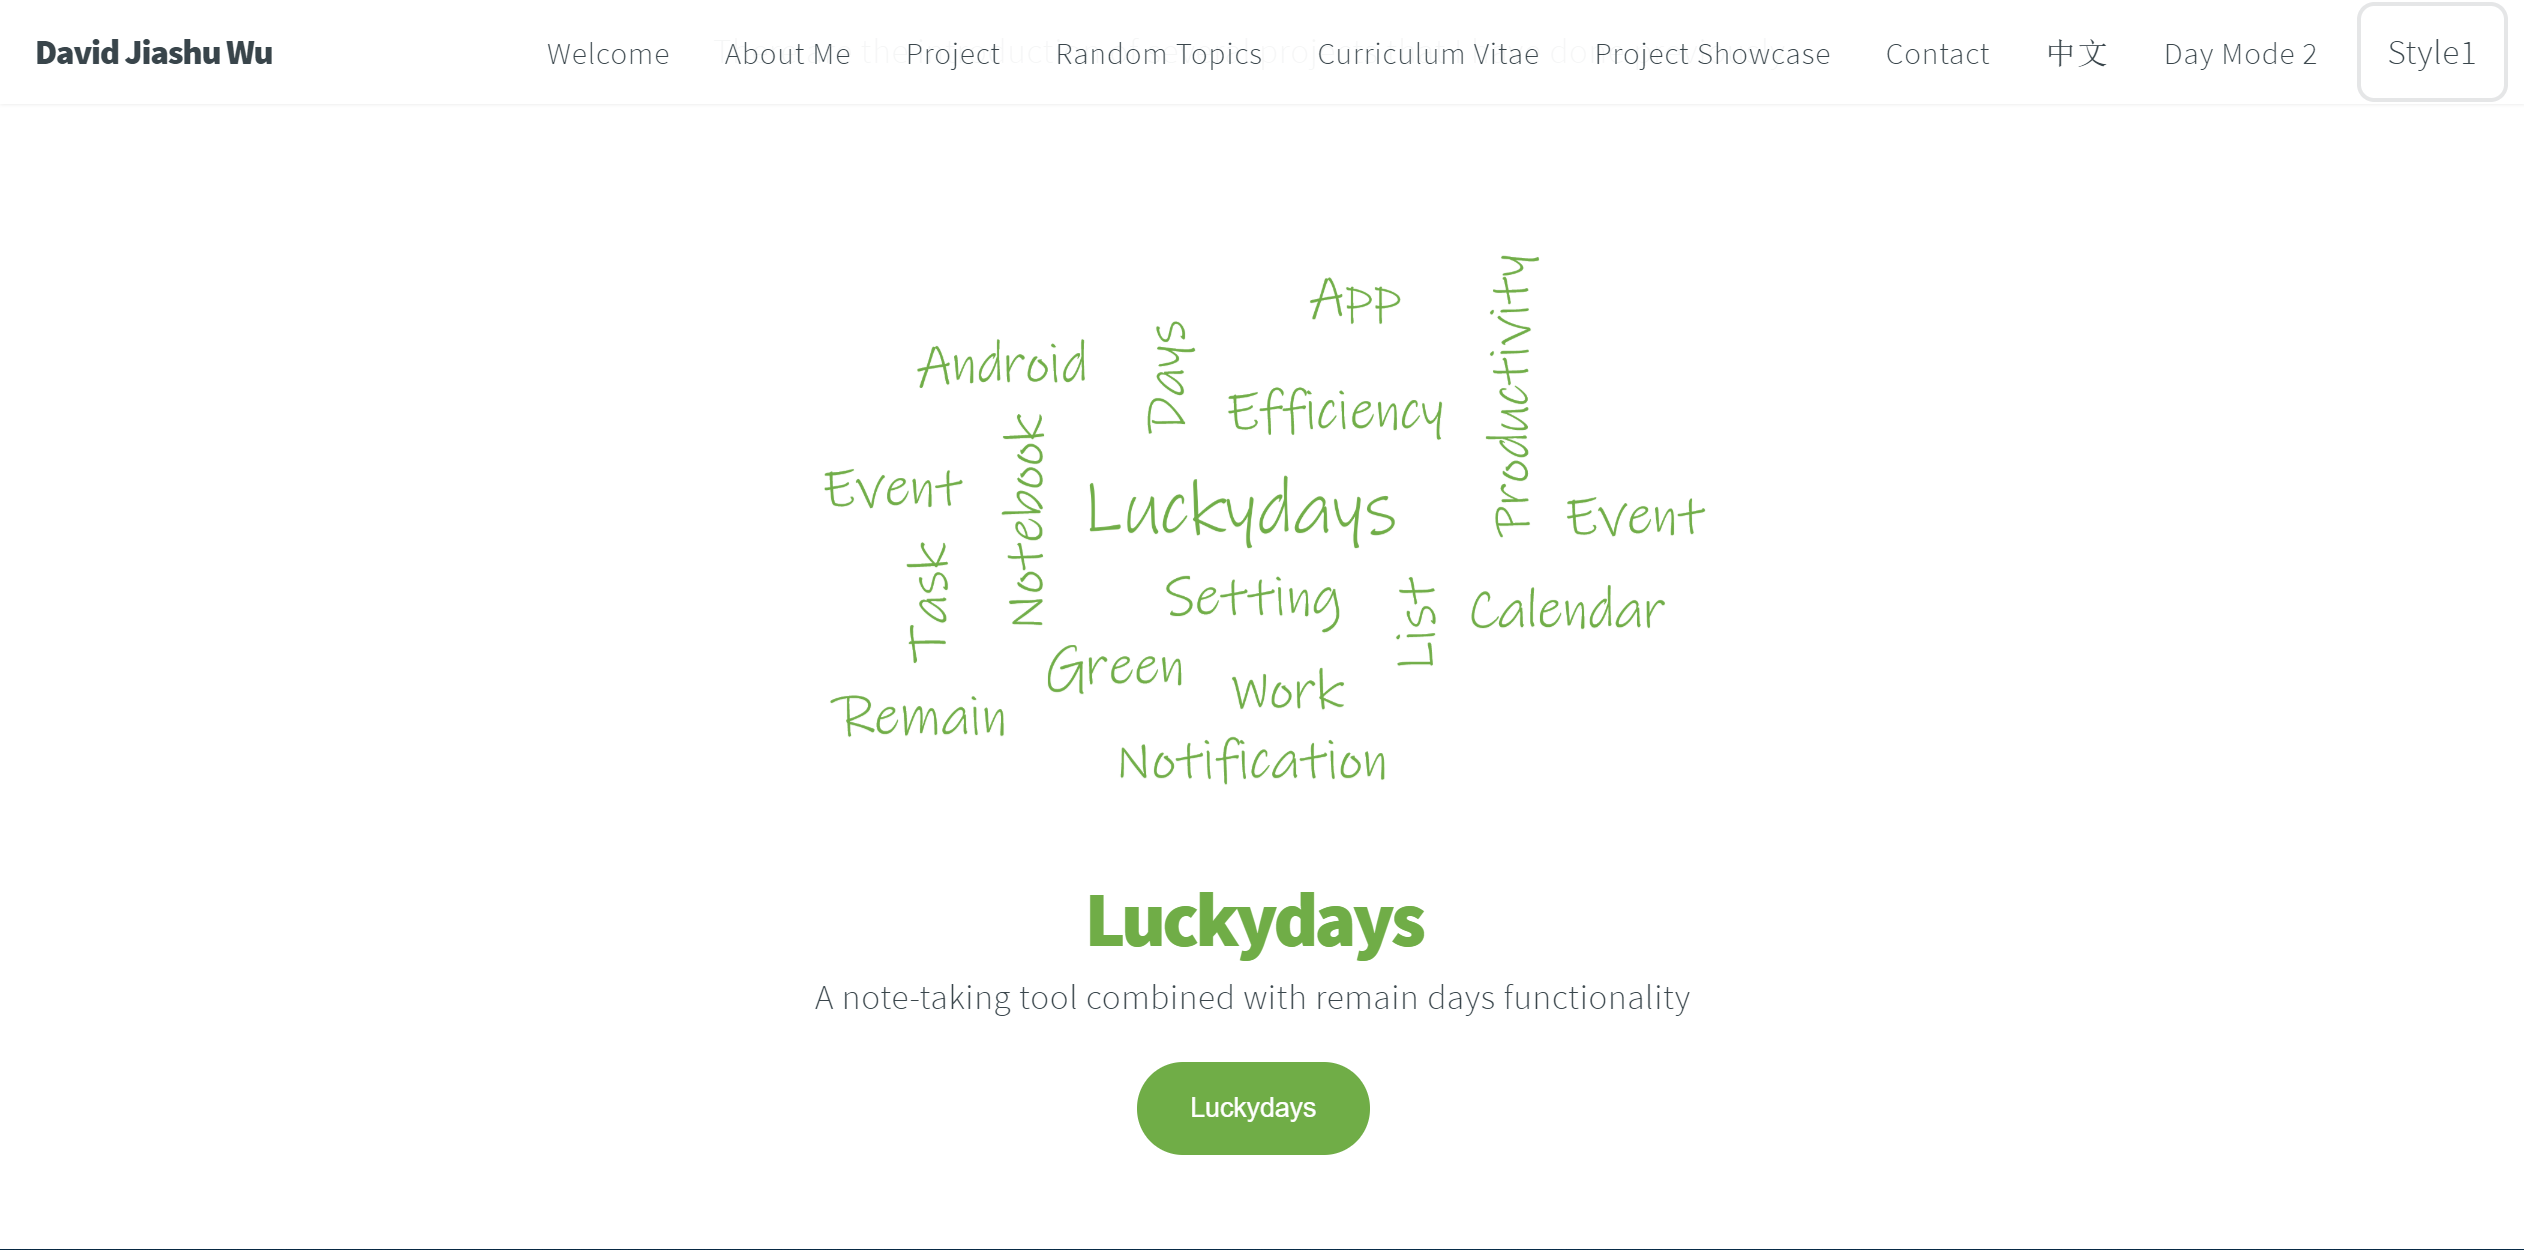 David Jiashu Wu Welcome About Me Project Random Topics Curriculum Vitae Project Showcase Contact 中文 Day Mode 2 Style1
App
Productivity
Days
Android
Efficiency
Notebook
Event
Luckydays
Event
Task
Setting
List
Calendar
Green
Work
Remain
Notification
Luckydays
A note-taking tool combined with remain days functionality
Luckydays